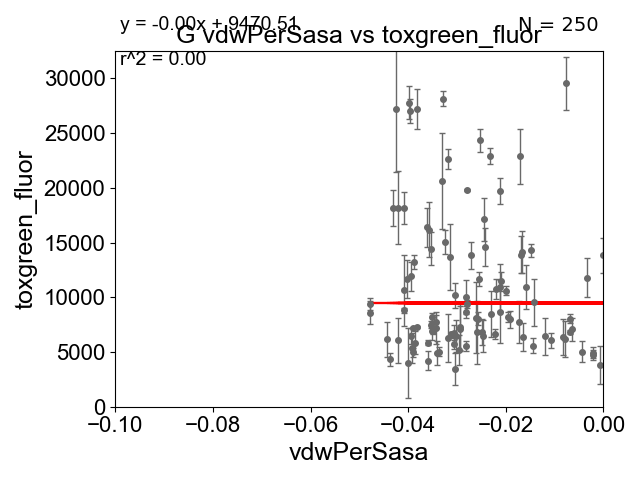 y = -0.00x + 9470.51
N = 250
G vdwPerSasa vs toxgreen_fluor
r^2 = 0.00
30000
25000
20000
15000
10000
5000
0
toxgreen_fluor
−0.10 −0.08 −0.06 −0.04 −0.02 0.00
vdwPerSasa